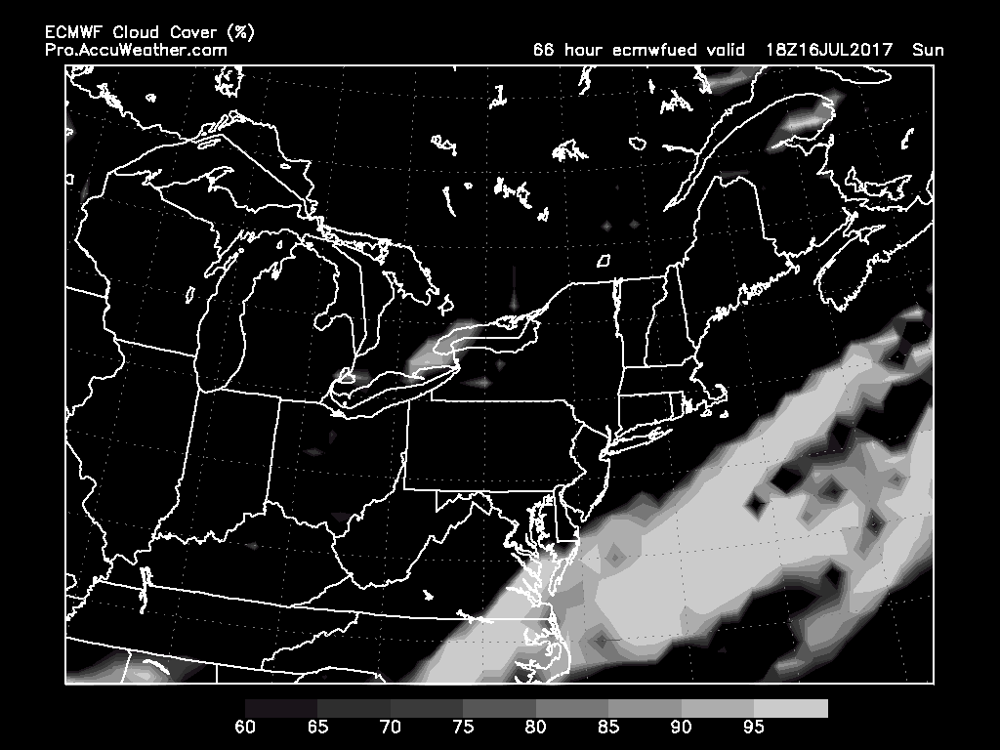 ECMWF Cloud Cover (%)
Pro.AccuWeather.com
66 hour ecmwfued valid 18Z16JUL2017 Sun
60 65 70 75 80 85 90 95